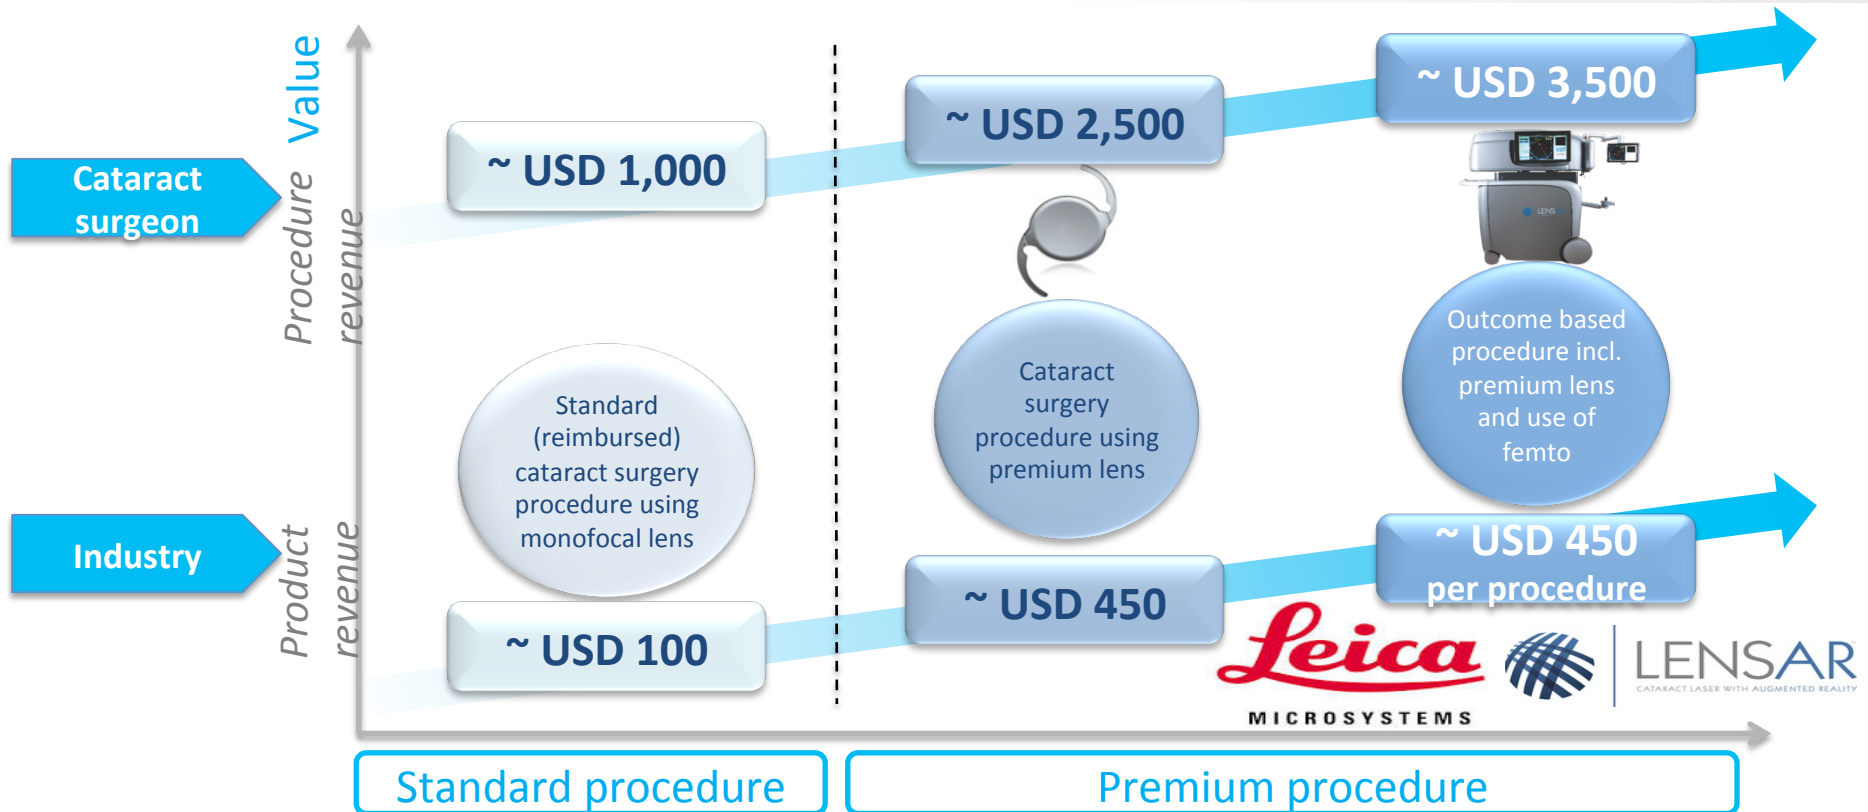 Value
Procedure
revenue
Cataract
surgeon
~ USD 1,000
~ USD 2,500
~ USD 3,500
LENSAR
Standard
(reimbursed)
cataract surgery
procedure using
monofocal lens
Cataract
surgery
procedure using
premium lens
Outcome based
procedure incl.
premium lens
and use of
femto
Industry
Product
revenue
~ USD 100
~ USD 450
~ USD 450
per procedure
Leica
MICROSYSTEMS
LENSAR
CATARACT LASER WITH AUGMENTED REALITY
Standard procedure
Premium procedure